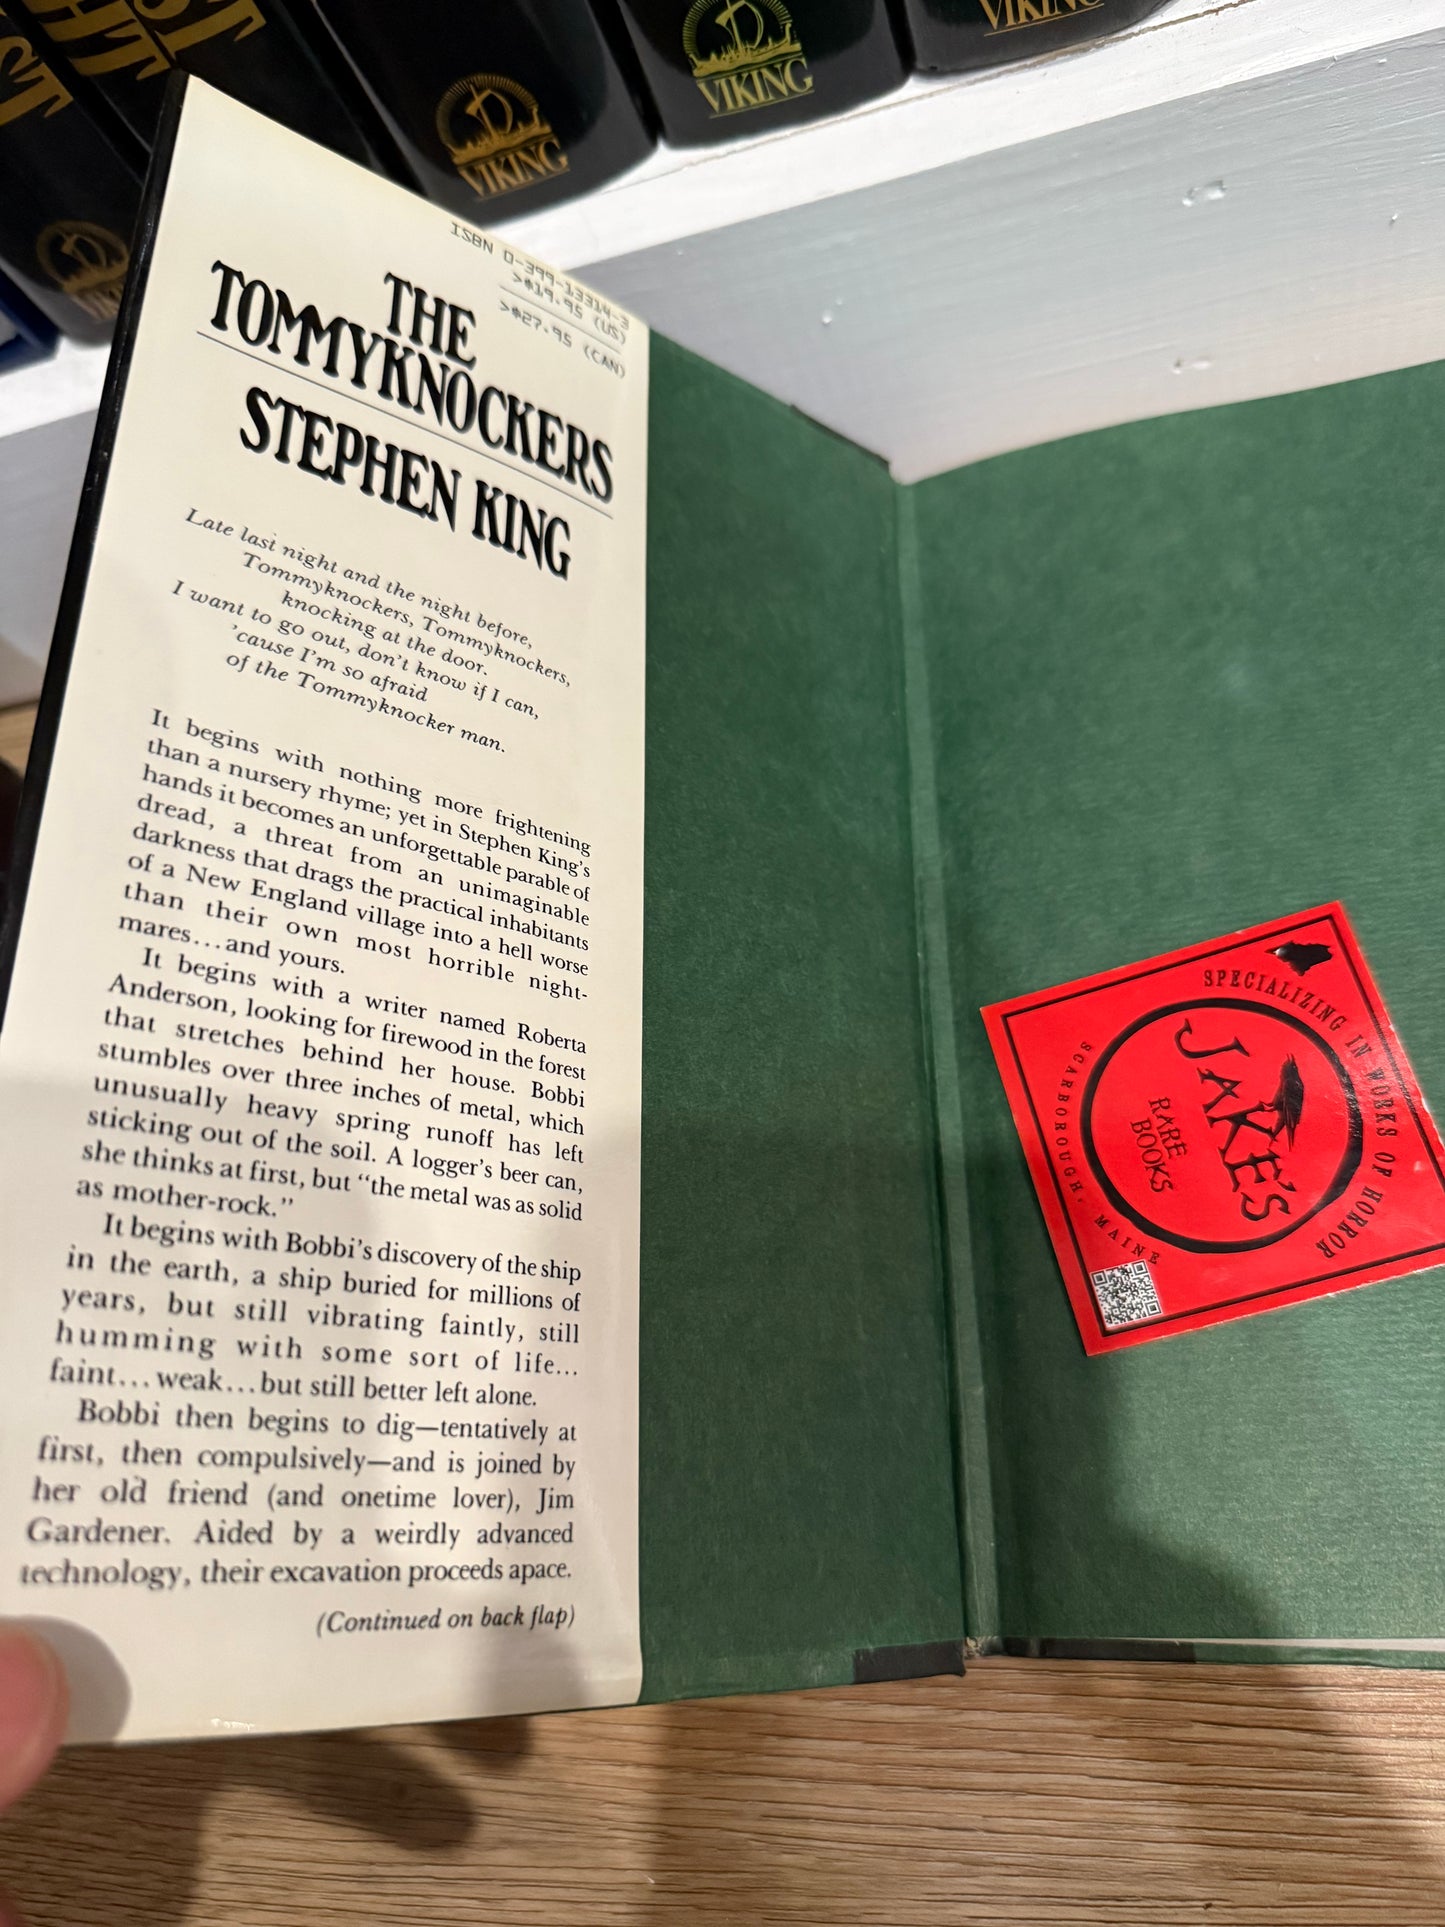 VIKING
VIKING
VIKING
ISBN 0-399-13314-3
>$19.95 (US)
>$27.95 (CAN)
THE
TOMMYKNOCKERS
STEPHEN KING
Late last night and the night before,
Tommyknockers, Tommyknockers,
knocking at the door.
I want to go out, don't know if I can,
'cause I'm so afraid
of the Tommyknocker man.
It begins with nothing more frightening
than a nursery rhyme; yet in Stephen King's
hands it becomes an unforgettable parable of
dread, a threat from an unimaginable
darkness that drags the practical inhabitants
of a New England village into a hell worse
than their own most horrible night-
mares...and yours.
It begins with a writer named Roberta
Anderson, looking for firewood in the forest
that stretches behind her house. Bobbi
stumbles over three inches of metal, which
unusually heavy spring runoff has left
sticking out of the soil. A logger's beer can,
she thinks at first, but “the metal was as solid
as mother-rock.”
It begins with Bobbi's discovery of the ship
in the earth, a ship buried for millions of
years, but still vibrating faintly, still
humming with some sort of life...
faint...weak...but still better left alone.
Bobbi then begins to dig—tentatively at
first, then compulsively—and is joined by
her old friend (and onetime lover), Jim
Gardener. Aided by a weirdly advanced
technology, their excavation proceeds apace.
(Continued on back flap)
SPECIALIZING IN WORKS OF HORROR
JAKE'S
RARE
BOOKS
SCARBOROUGH, MAINE